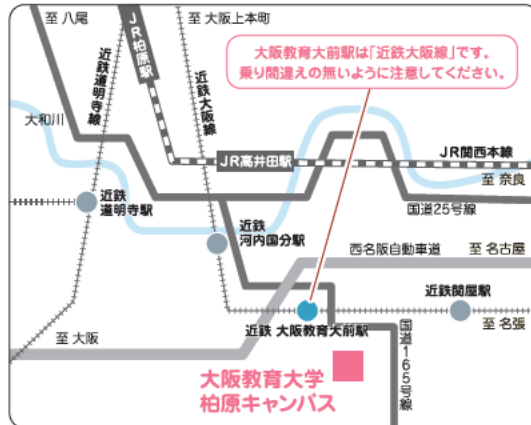 至 八尾
至 大阪上本町
JR柏原駅
近鉄道明寺線
近鉄大阪線
大阪教育大前駅は「近鉄大阪線」です。
乗り間違えの無いように注意してください。
大和川
JR高井田駅
JR関西本線
至 奈良
近鉄
道明寺駅
国道25号線
近鉄
河内国分駅
西名阪自動車道
至 名古屋
近鉄関屋駅
至 大阪
近鉄 大阪教育大前駅
至 名張
国道165号線
大阪教育大学
柏原キャンパス